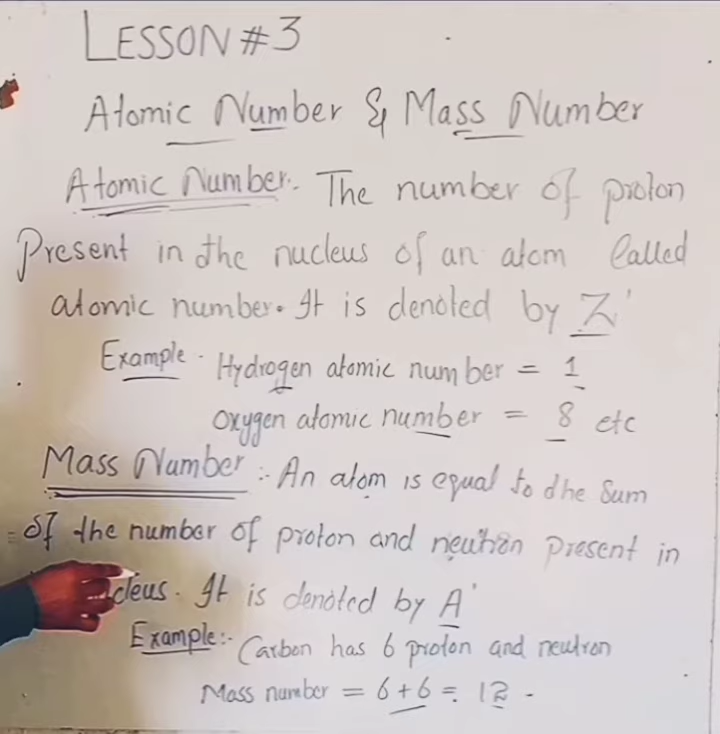 LESSON #3
Atomic Number & Mass Number
Atomic Number. The number of proton
Present in the nucleus of an atom Called
atomic number. It is denoted by Z'
Example - Hydrogen atomic number = 1
Oxygen atomic number = 8 etc
Mass Number :- An atom is equal to the Sum
of the number of proton and neutron present in
cleus. It is denoted by A'
Example:- Carbon has 6 proton and neutron
Mass number = 6+6 = 12 -